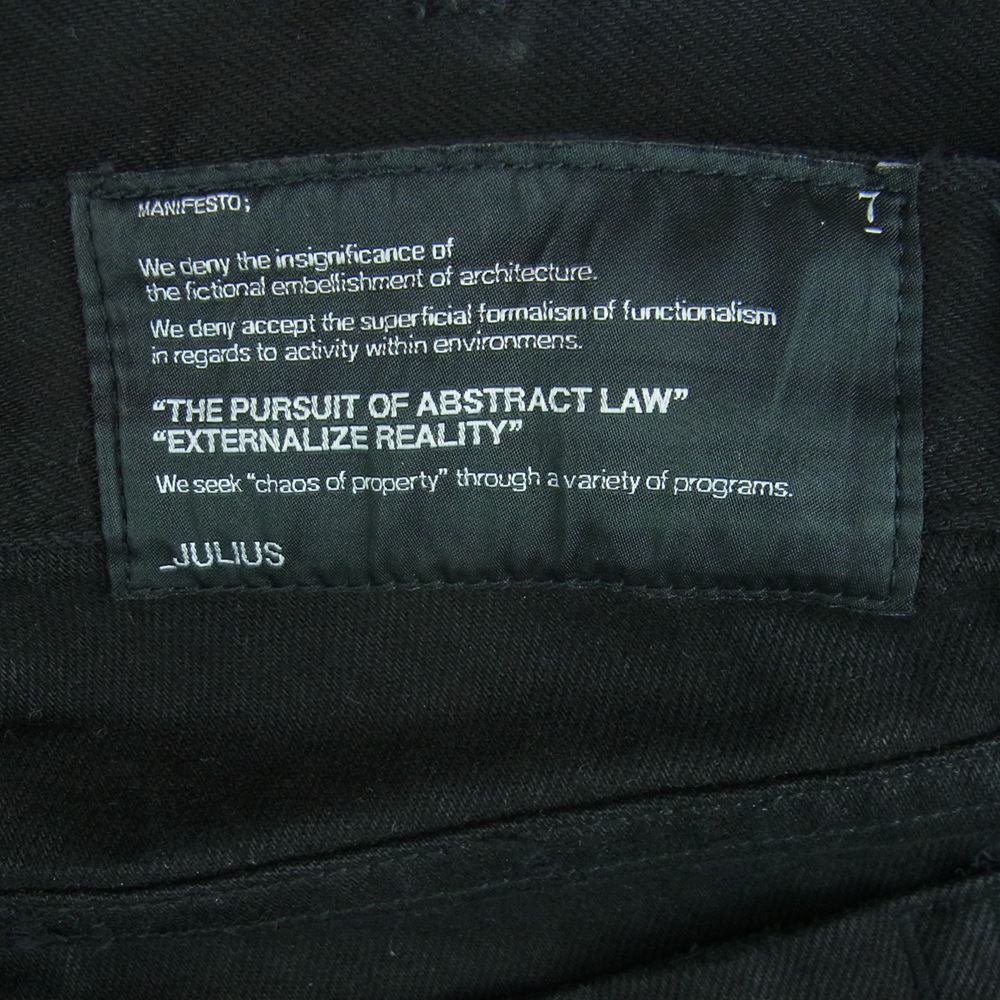 MANIFESTO;
7
We deny the insignificance of
the fictional embellishment of architecture.
We deny accept the superficial formalism of functionalism
in regards to activity within environmens.
“THE PURSUIT OF ABSTRACT LAW”
“EXTERNALIZE REALITY”
We seek “chaos of property” through a variety of programs.
_JULIUS